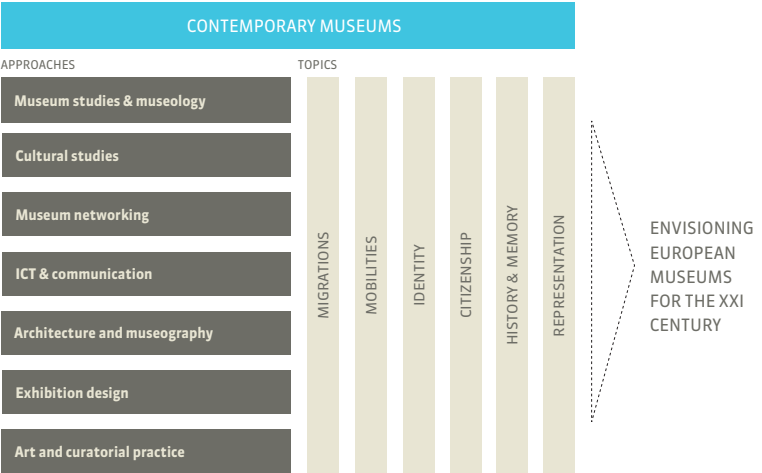 CONTEMPORARY MUSEUMS
APPROACHES
TOPICS
Museum studies & museology
Cultural studies
Museum networking
ICT & communication
Architecture and museography
Exhibition design
Art and curatorial practice
MIGRATIONS
MOBILITIES
IDENTITY
CITIZENSHIP
HISTORY & MEMORY
REPRESENTATION
ENVISIONING
EUROPEAN
MUSEUMS
FOR THE XXI
CENTURY